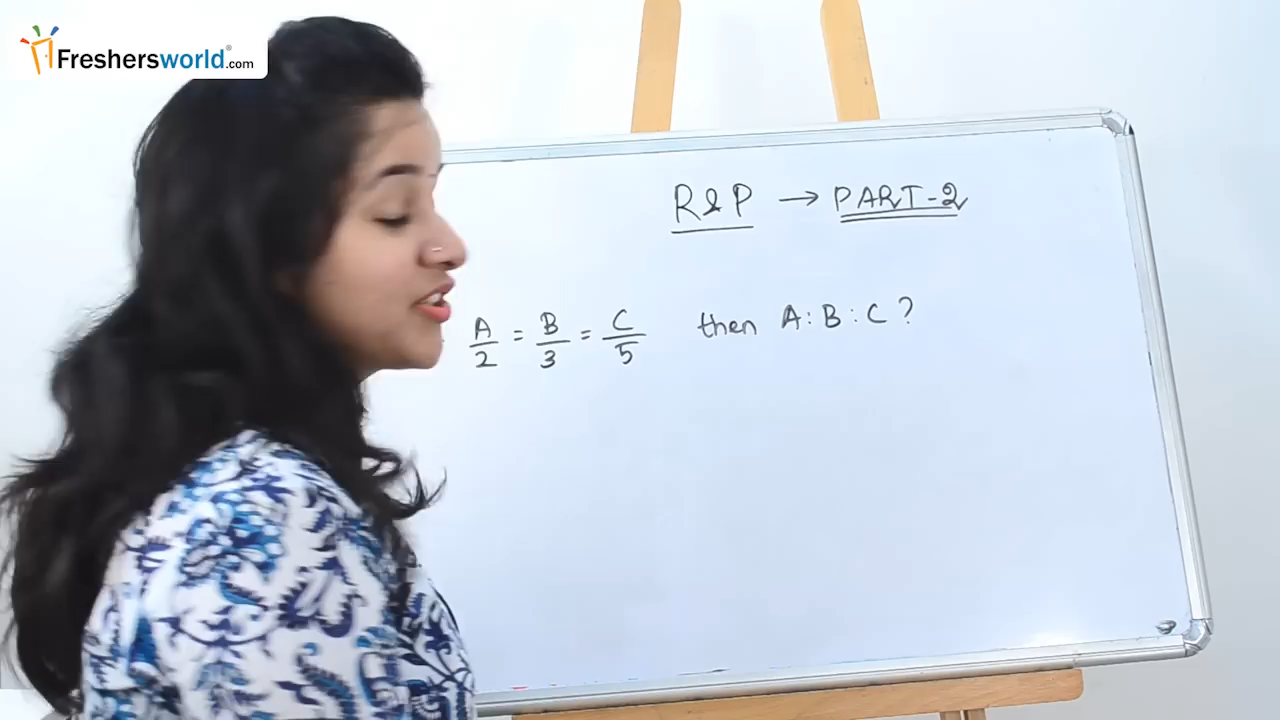 Freshersworld.com
R&P → PART-2
A/2 = B/3 = C/5 then A:B:C?